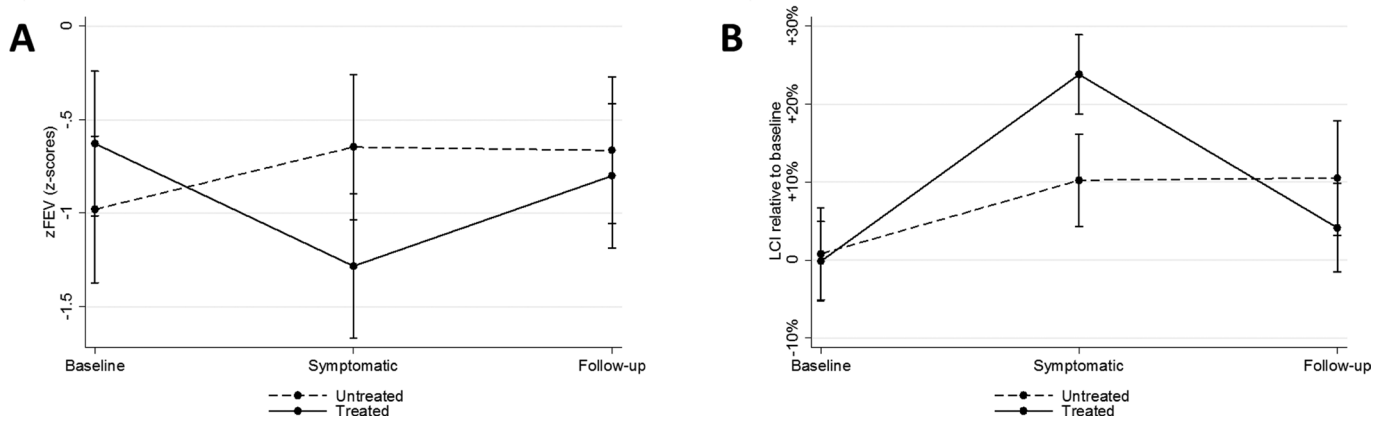 A
zFEV (z-scores)
0
-.5
-1
-1.5
Baseline
Symptomatic
Follow-up
Untreated
Treated
B
LCI relative to baseline
+30%
+20%
+10%
0
-10%
Baseline
Symptomatic
Follow-up
Untreated
Treated